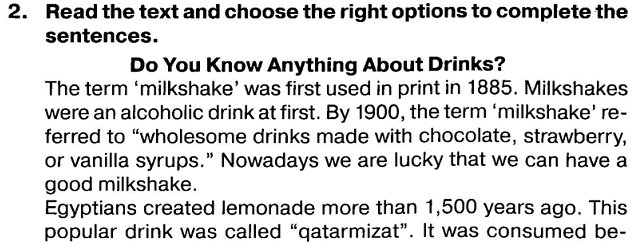 2. Read the text and choose the right options to complete the
sentences.
Do You Know Anything About Drinks?
The term ‘milkshake’ was first used in print in 1885. Milkshakes
were an alcoholic drink at first. By 1900, the term ‘milkshake’ re-
ferred to “wholesome drinks made with chocolate, strawberry,
or vanilla syrups.” Nowadays we are lucky that we can have a
good milkshake.
Egyptians created lemonade more than 1,500 years ago. This
popular drink was called “qatarmizat”. It was consumed be-